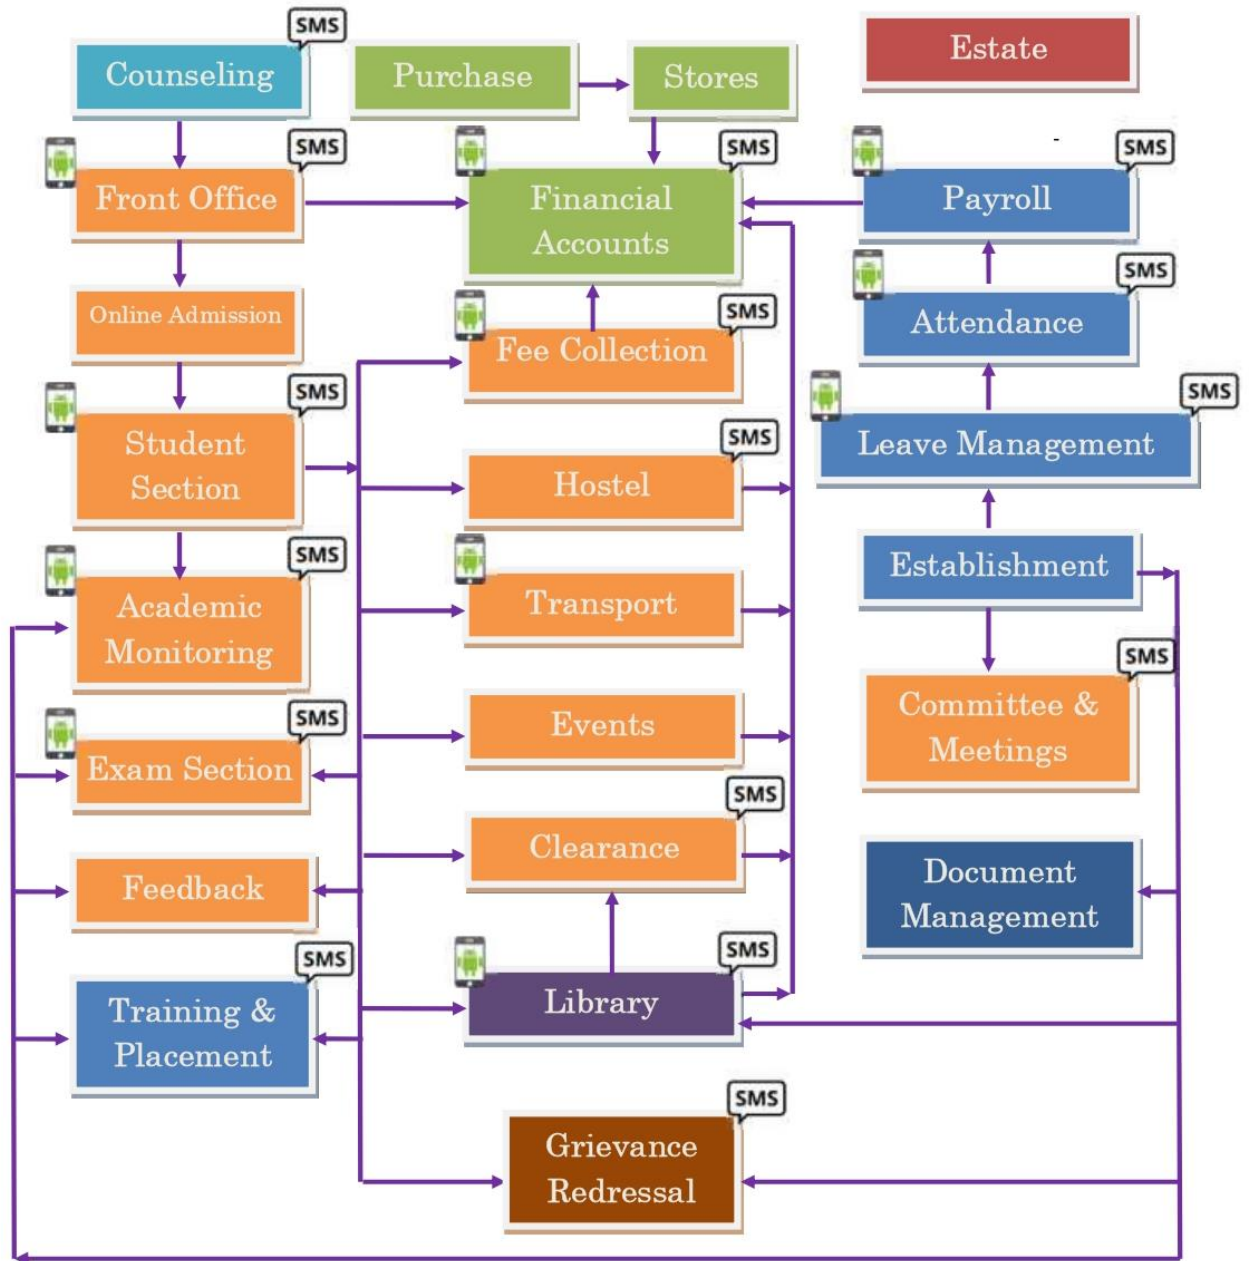 SMS
Counseling
Purchase
Stores
Estate
SMS
Front Office
SMS
Financial
Accounts
SMS
Payroll
Online Admission
SMS
Fee Collection
SMS
Attendance
SMS
Student
Section
SMS
Hostel
SMS
Leave Management
SMS
Academic
Monitoring
Transport
Establishment
SMS
Exam Section
Events
SMS
Committee &
Meetings
Feedback
SMS
Clearance
Document
Management
SMS
Training &
Placement
SMS
Library
SMS
Grievance
Redressal